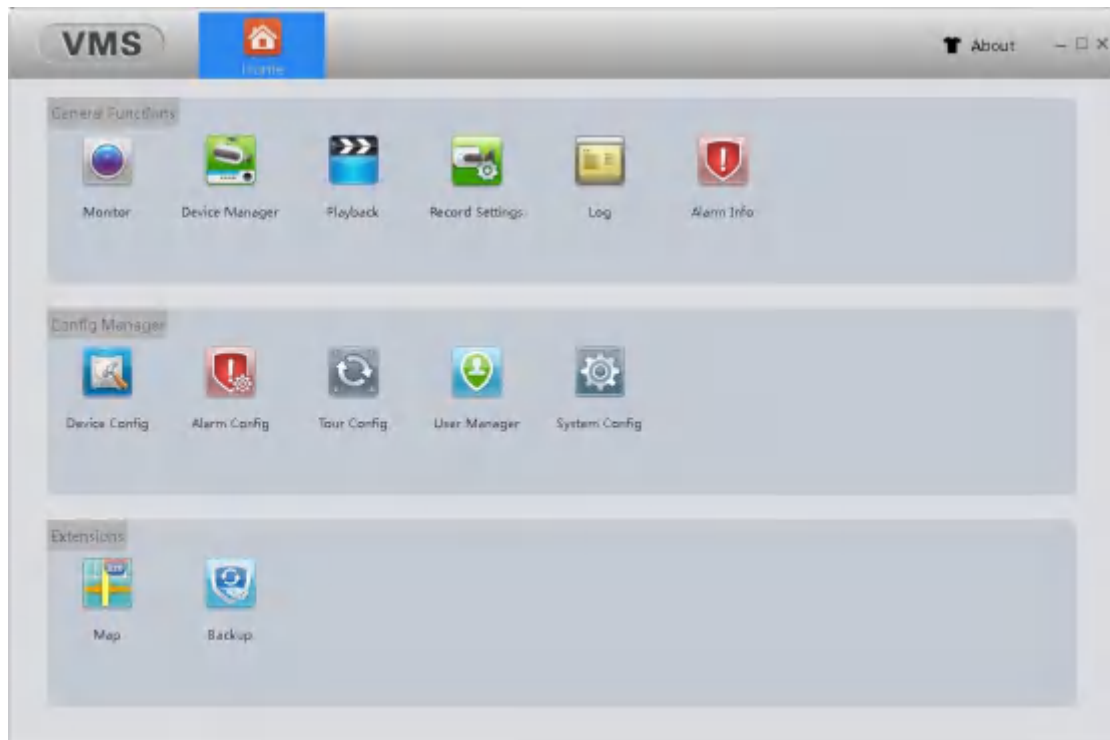 VMS
Home
About
General Functions
Monitor
Device Manager
Playback
Record Settings
Log
Alarm Info
Config Manager
Device Config
Alarm Config
Tour Config
User Manager
System Config
Extensions
Map
Backup